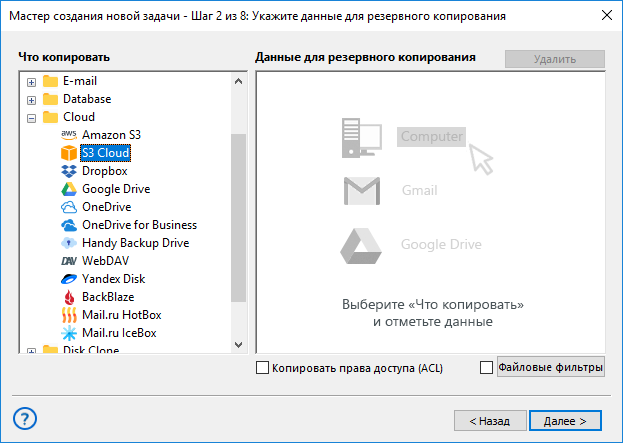 Мастер создания новой задачи - Шаг 2 из 8: Укажите данные для резервного копирования
Что копировать
Данные для резервного копирования
Удалить
E-mail
Database
Cloud
aws Amazon S3
S3 Cloud
Dropbox
Google Drive
OneDrive
OneDrive for Business
Handy Backup Drive
DAV WebDAV
Yandex Disk
BackBlaze
Mail.ru HotBox
Mail.ru IceBox
Disk Clone
Computer
Gmail
Google Drive
Выберите «Что копировать»
и отметьте данные
Копировать права доступа (ACL)
Файловые фильтры
?
< Назад
Далее >